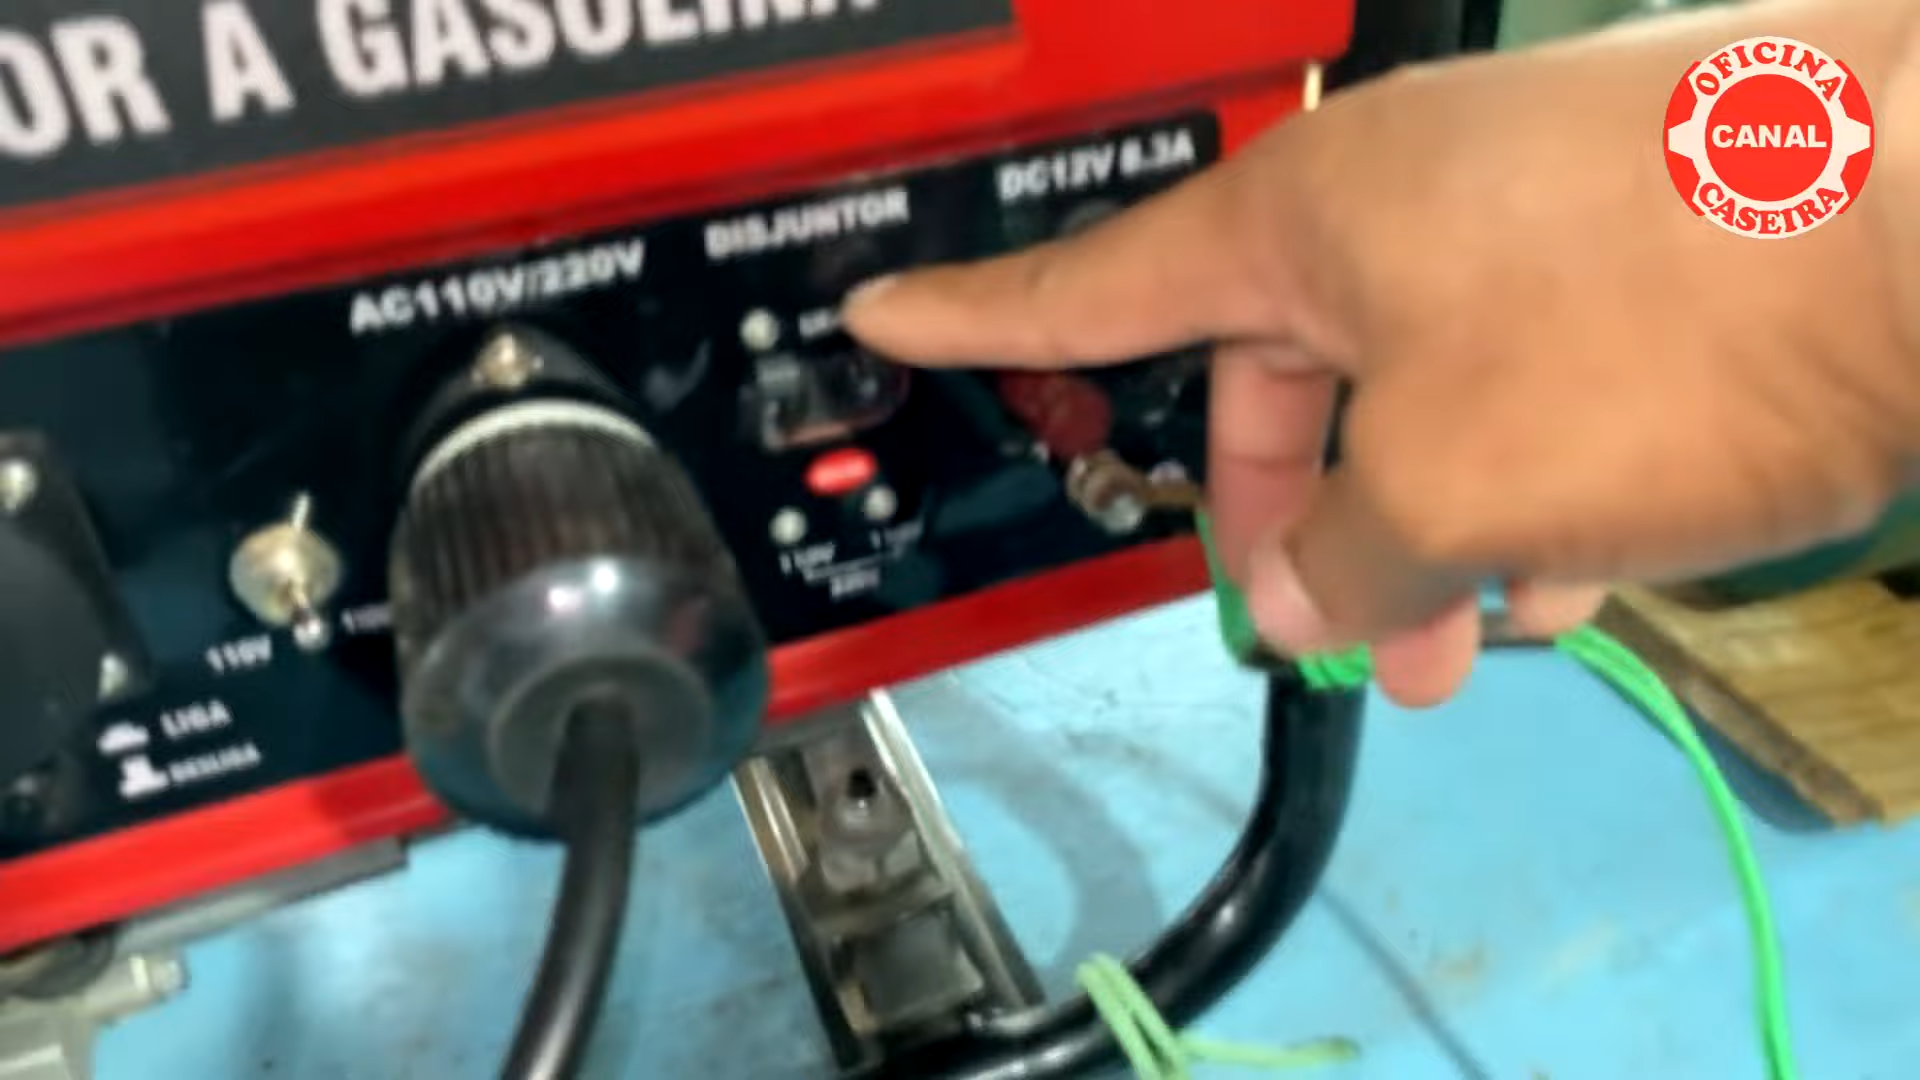 OR A GASOLINA
AC110V/220V
DISJUNTOR
DC12V 8.3A
110V
LIGA
DESLIGA
110V
220V
OFICINA
CANAL
CASEIRA